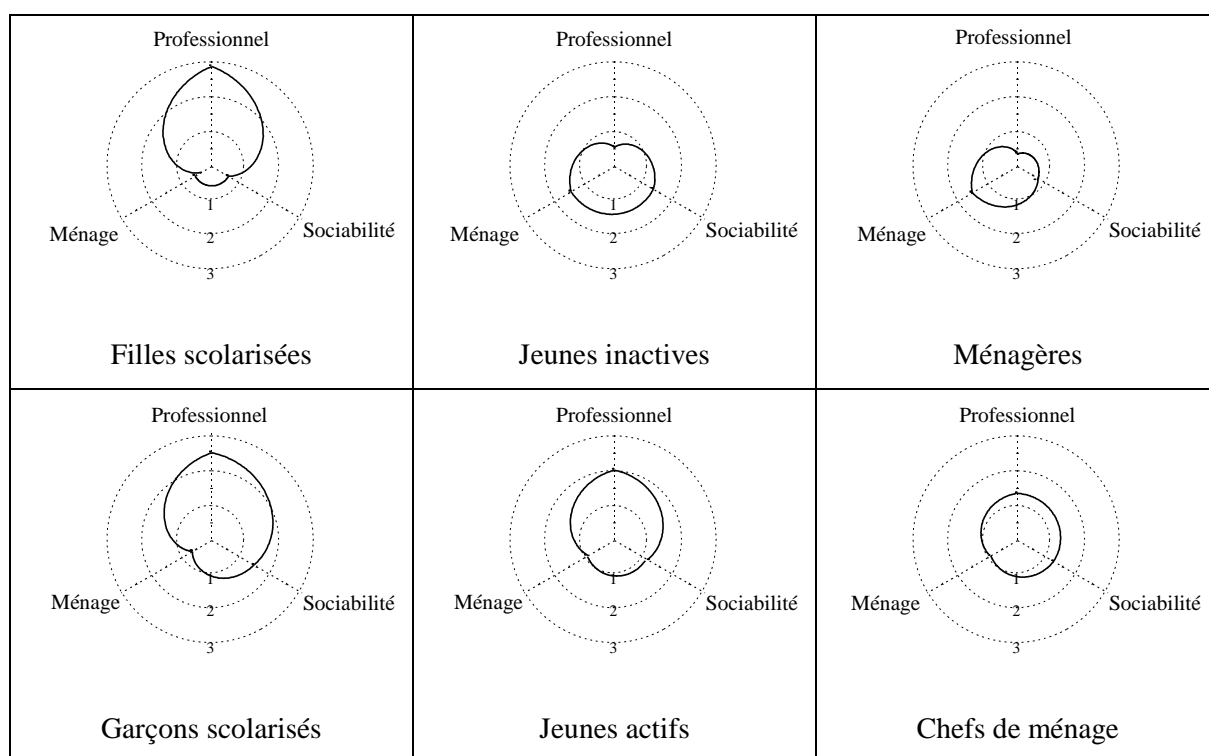 Professionnel
Ménage
Sociabilité
1
2
3
Filles scolarisées
Professionnel
Ménage
Sociabilité
1
2
3
Jeunes inactives
Professionnel
Ménage
Sociabilité
1
2
3
Ménagères
Professionnel
Ménage
Sociabilité
1
2
3
Garçons scolarisés
Professionnel
Ménage
Sociabilité
1
2
3
Jeunes actifs
Professionnel
Ménage
Sociabilité
1
2
3
Chefs de ménage